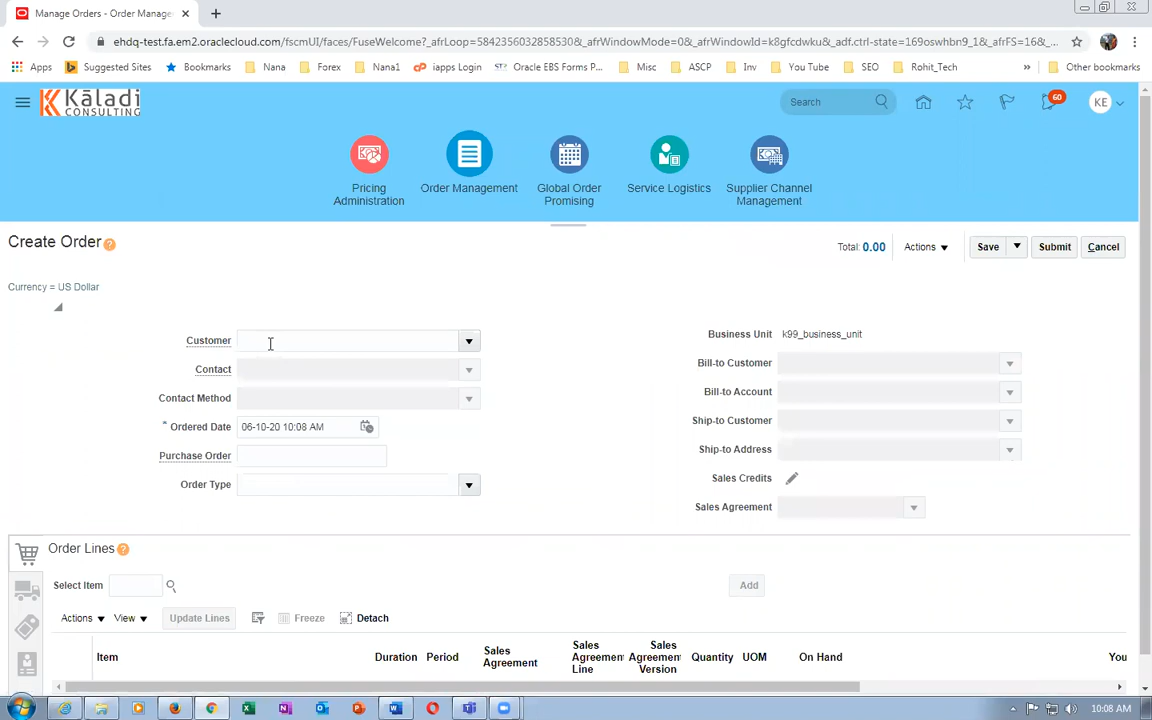 Manage Orders - Order Manage
ehdq-test.fa.em2.oraclecloud.com/fscmUI/faces/FuseWelcome?_afrLoop=58423560328558530&_afrWindowMode=0&_afrWindowId=k8gfcdwku&_adf.ctrl-state=169oswhbn9_1&_afrFS=16&_...
Apps Suggested Sites Bookmarks Nana Forex Nana1 iapps Login Oracle EBS Forms P... Misc ASCP Inv You Tube SEO Rohit_Tech » Other bookmarks
Kaladi
CONSULTING
Search
60
KE
Pricing Administration
Order Management
Global Order Promising
Service Logistics
Supplier Channel Management
Create Order ?
Total: 0.00 Actions Save Submit Cancel
Currency = US Dollar
Customer
Business Unit k99_business_unit
Contact
Bill-to Customer
Contact Method
Bill-to Account
* Ordered Date 06-10-20 10:08 AM
Ship-to Customer
Purchase Order
Ship-to Address
Order Type
Sales Credits
Sales Agreement
Order Lines ?
Select Item Add
Actions View Update Lines Freeze Detach
Item Duration Period Sales Agreement Sales Agreement Line Sales Agreement Version Quantity UOM On Hand You
10:08 AM